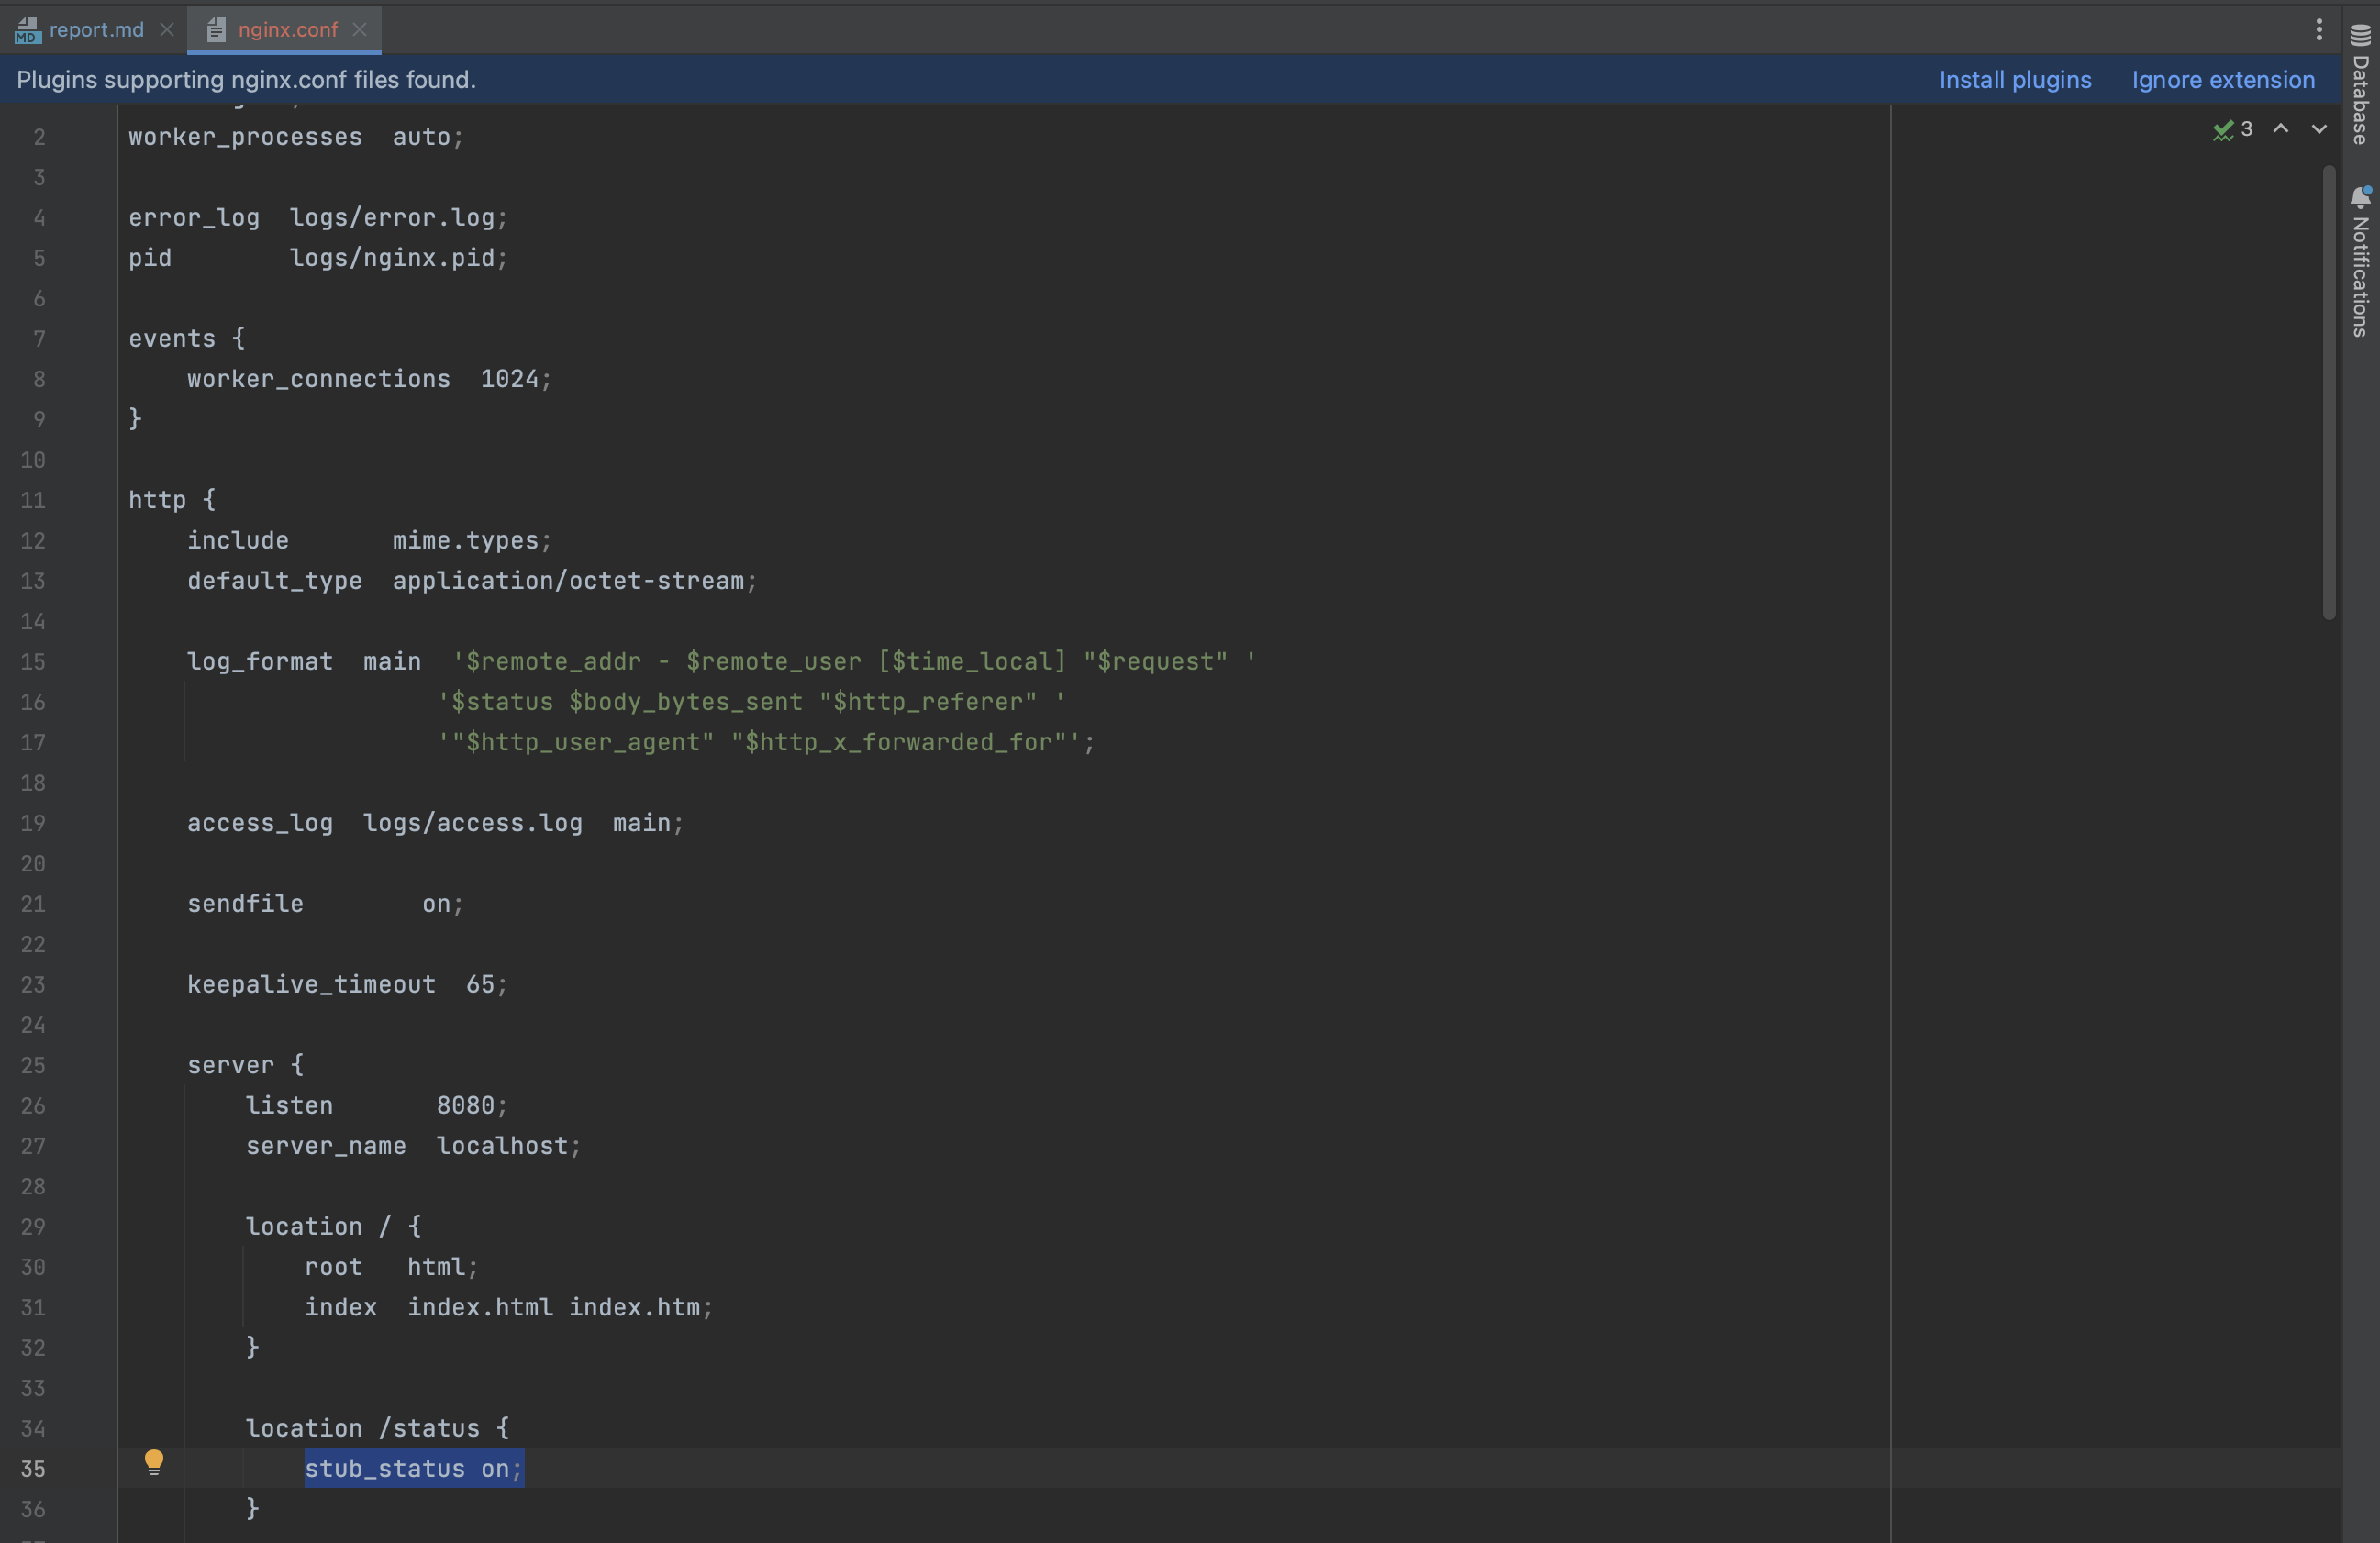 report.md
nginx.conf
Plugins supporting nginx.conf files found.
Install plugins
Ignore extension
3
2 worker_processes  auto;
3
4 error_log  logs/error.log;
5 pid        logs/nginx.pid;
6
7 events {
8     worker_connections  1024;
9 }
10
11 http {
12     include       mime.types;
13     default_type  application/octet-stream;
14
15     log_format  main  '$remote_addr - $remote_user [$time_local] "$request" '
16                      '$status $body_bytes_sent "$http_referer" '
17                      '"$http_user_agent" "$http_x_forwarded_for"';
18
19     access_log  logs/access.log  main;
20
21     sendfile        on;
22
23     keepalive_timeout  65;
24
25     server {
26         listen       8080;
27         server_name  localhost;
28
29         location / {
30             root   html;
31             index  index.html index.htm;
32         }
33
34         location /status {
35             stub_status on;
36         }
Database
Notifications
MD